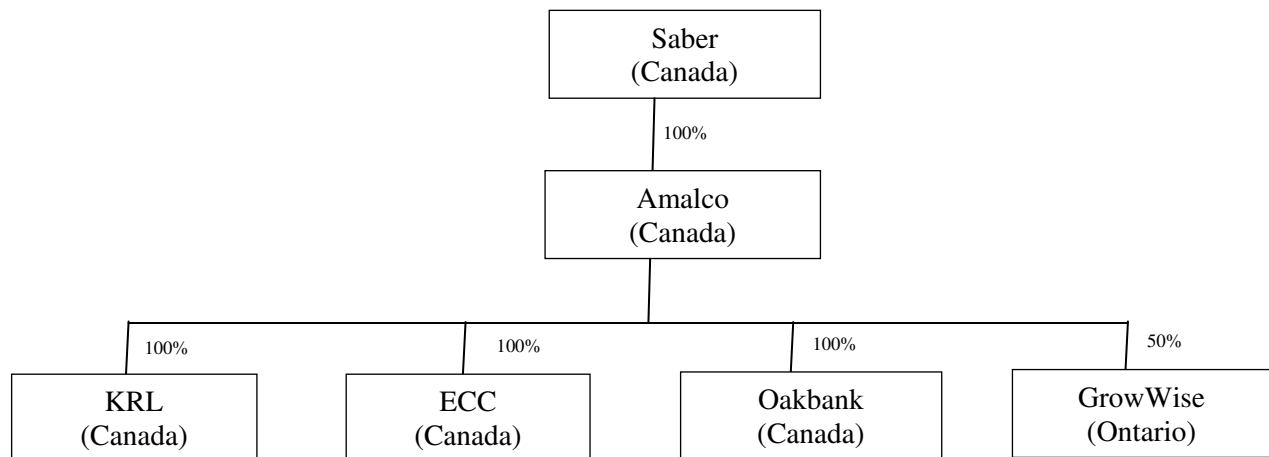 Saber
(Canada)
100%
Amalco
(Canada)
100%
100%
100%
50%
KRL
(Canada)
ECC
(Canada)
Oakbank
(Canada)
GrowWise
(Ontario)